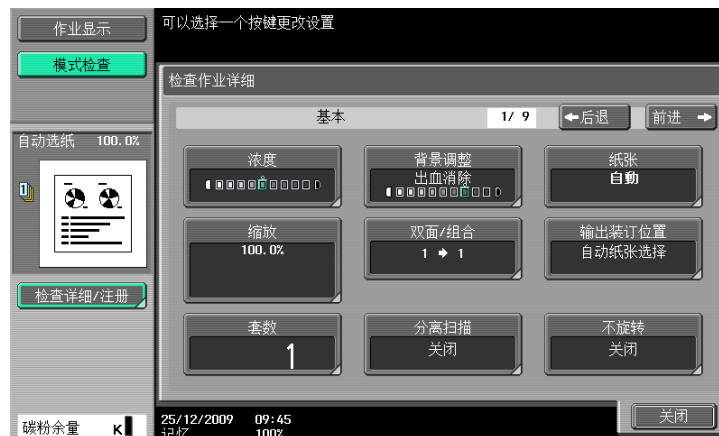 作业显示
可以选择一个按键更改设置
模式检查
检查作业详细
基本
1/ 9
后退
前进
自动选纸 100.0%
浓度
背景调整
出血消除
纸张
自動
缩放
100.0%
双面/组合
1 → 1
输出装订位置
自动纸张选择
检查详细/注册
套数
1
分离扫描
关闭
不旋转
关闭
关闭
碳粉余量 K
25/12/2009 09:45
记忆 100%